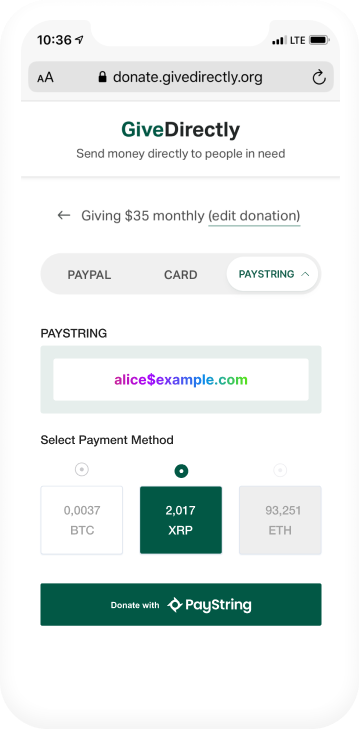 10:36 LTE
AA donate.givedirectly.org
GiveDirectly
Send money directly to people in need
← Giving $35 monthly (edit donation)
PAYPAL CARD PAYSTRING
PAYSTRING
alice$example.com
Select Payment Method
0,0037 2,017 93,251
BTC XRP ETH
Donate with PayString